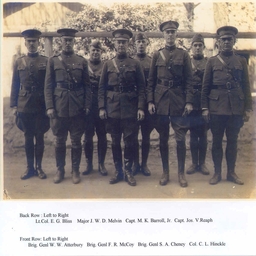 Back Row: Left to Right
Lt.Col. E. G. Bliss Major J. W. D. Melvin Capt. M. K. Barroll, Jr. Capt. Jos. V.Reaph
Front Row: Left to Right
Brig. Genl W. W. Atterbury Brig. Genl F. R. McCoy Brig. Genl S. A. Cheney Col. C. L. Hinckle